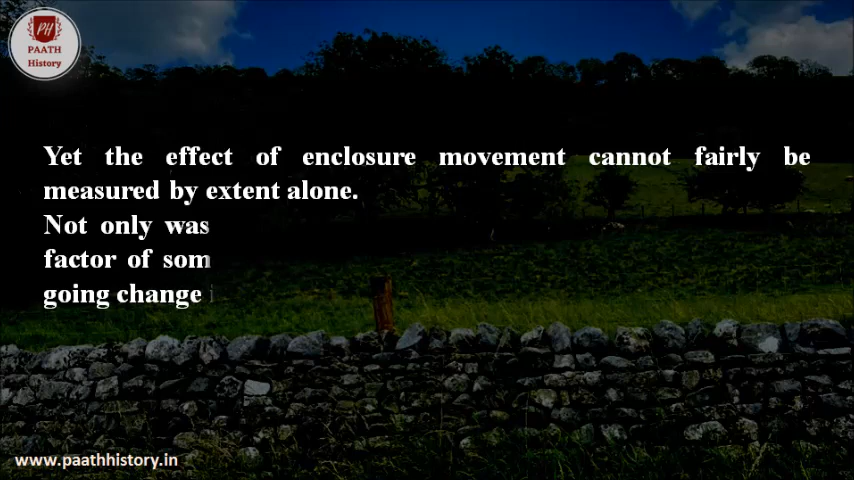 PH
PAATH
History
Yet the effect of enclosure movement cannot fairly be
measured by extent alone.
Not only was
factor of som
going change
www.paathhistory.in